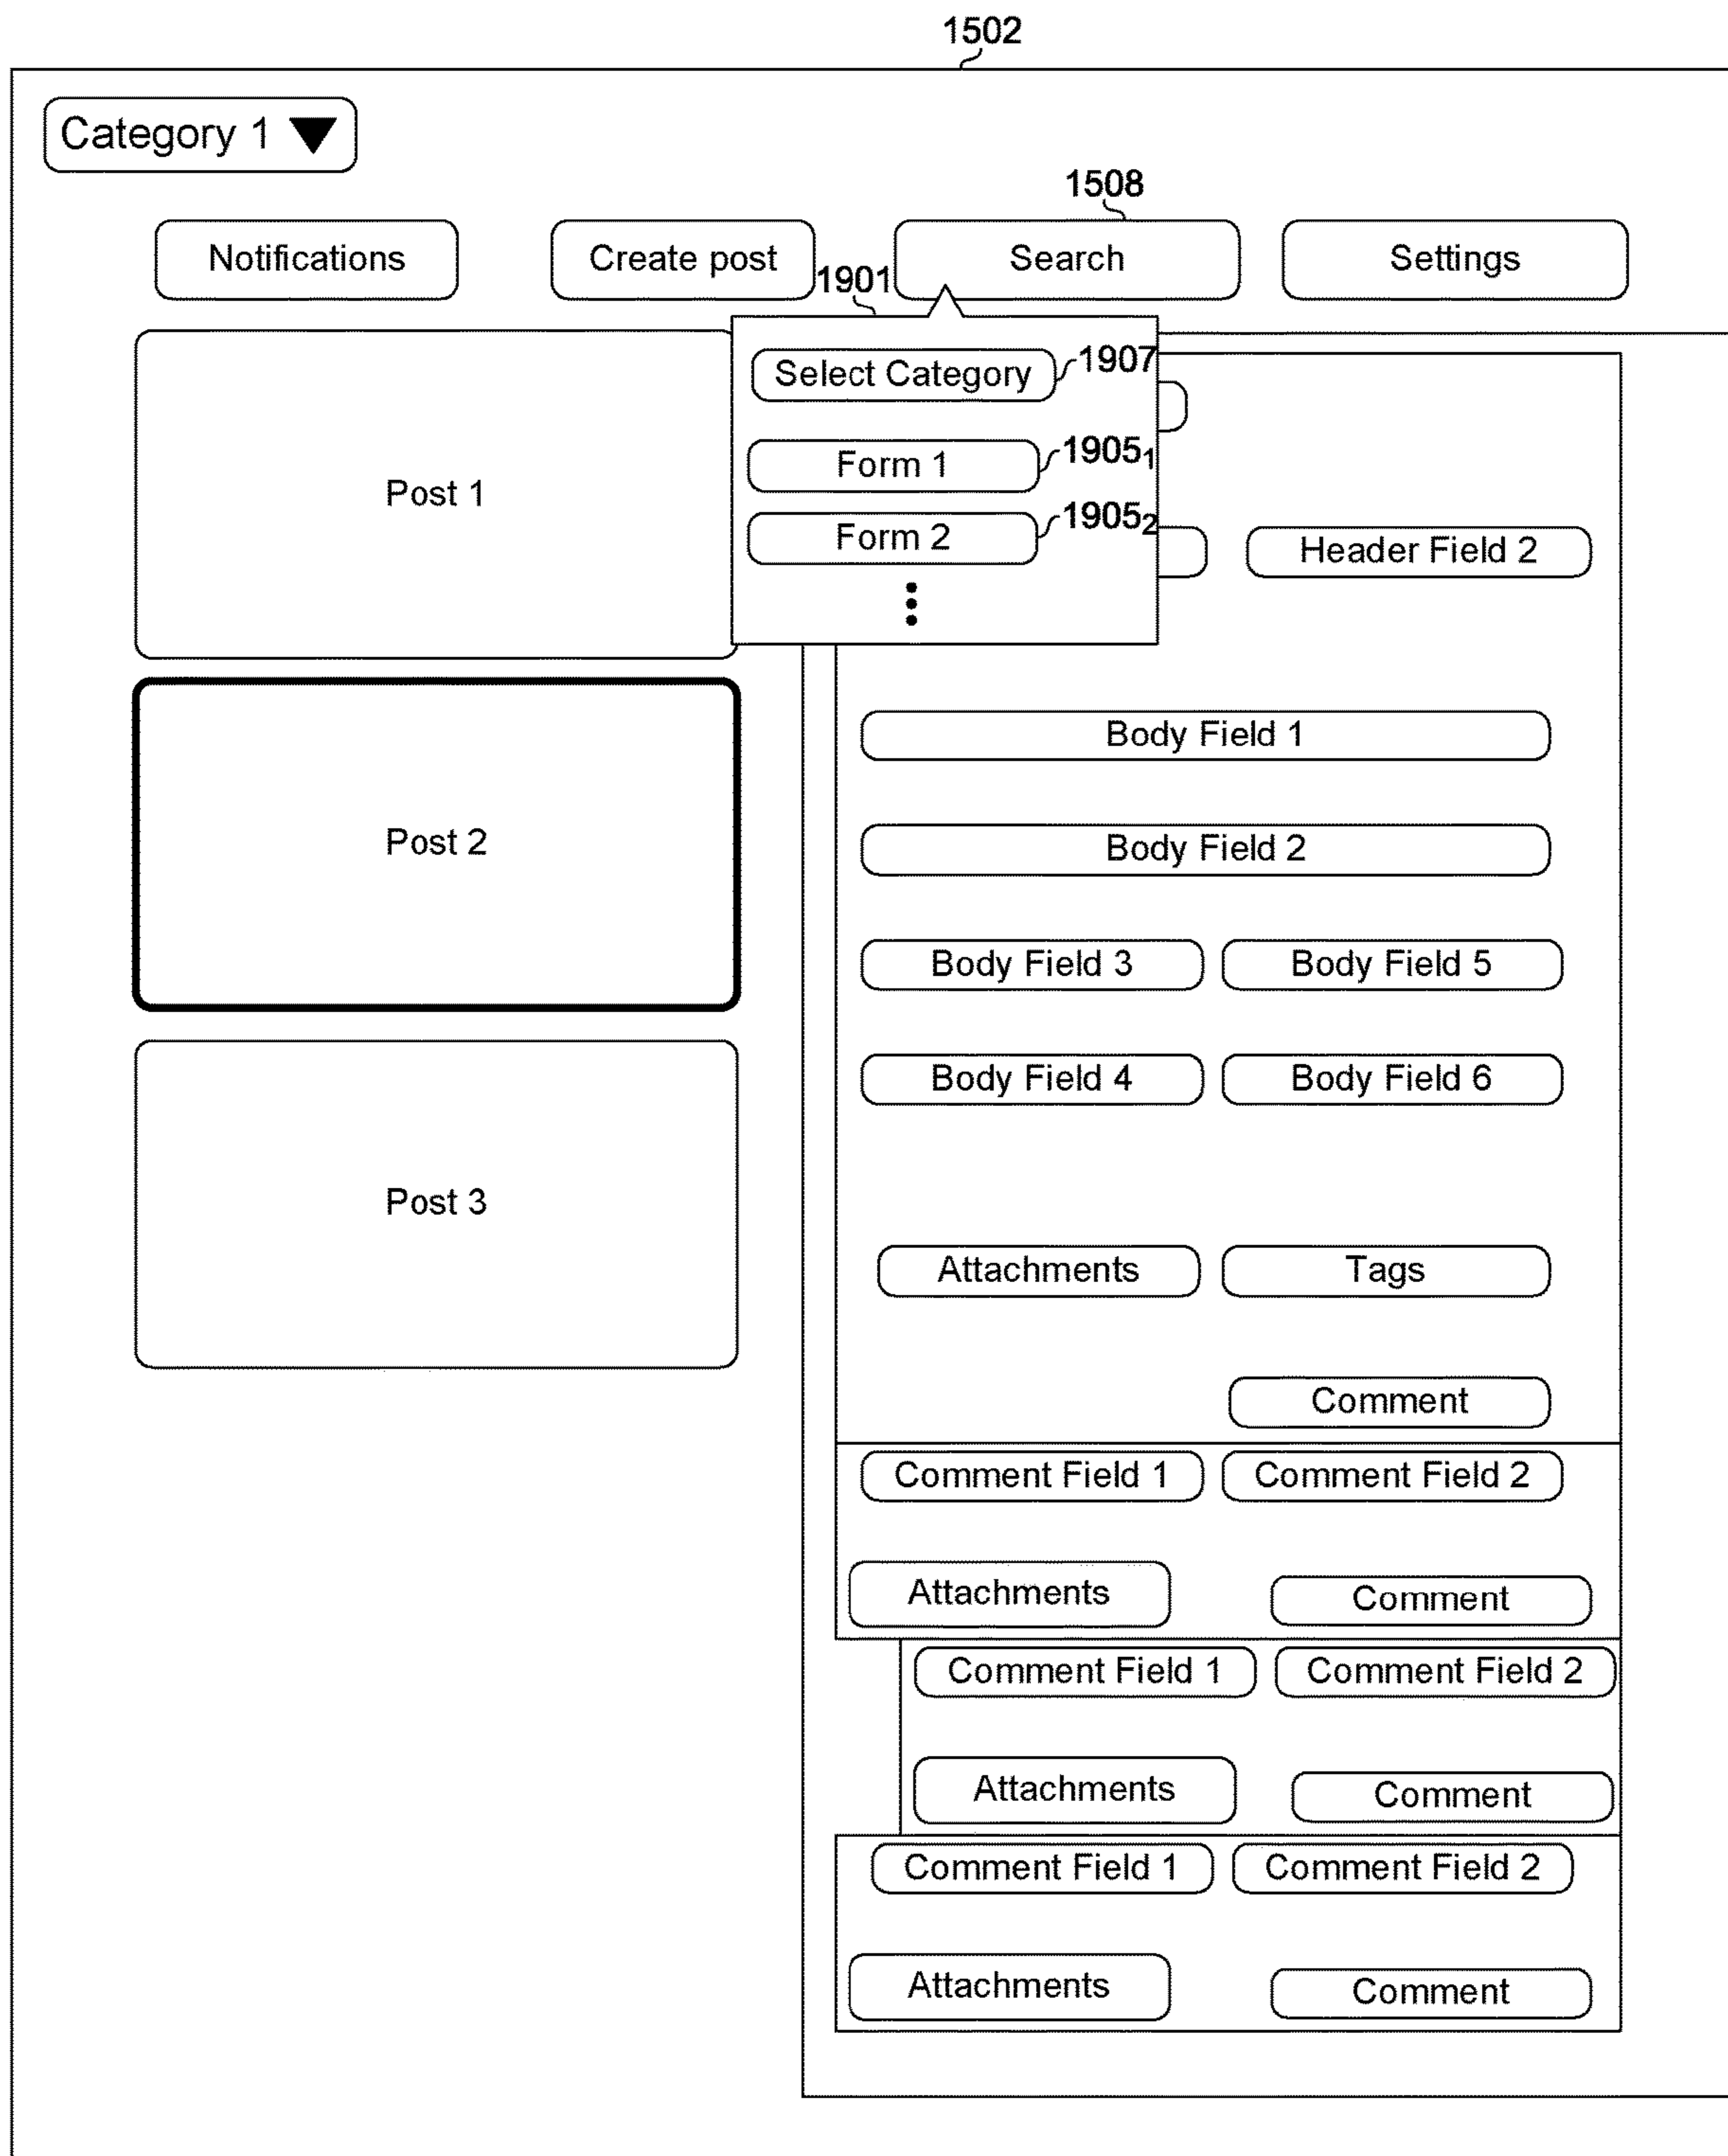 1502
Category 1
1508
Notifications
Create post
Search
Settings
1901
Select Category
1907
Form 1
1905₁
Form 2
1905₂
Post 1
Header Field 2
Body Field 1
Post 2
Body Field 2
Body Field 3
Body Field 5
Body Field 4
Body Field 6
Post 3
Attachments
Tags
Comment
Comment Field 1
Comment Field 2
Attachments
Comment
Comment Field 1
Comment Field 2
Attachments
Comment
Comment Field 1
Comment Field 2
Attachments
Comment